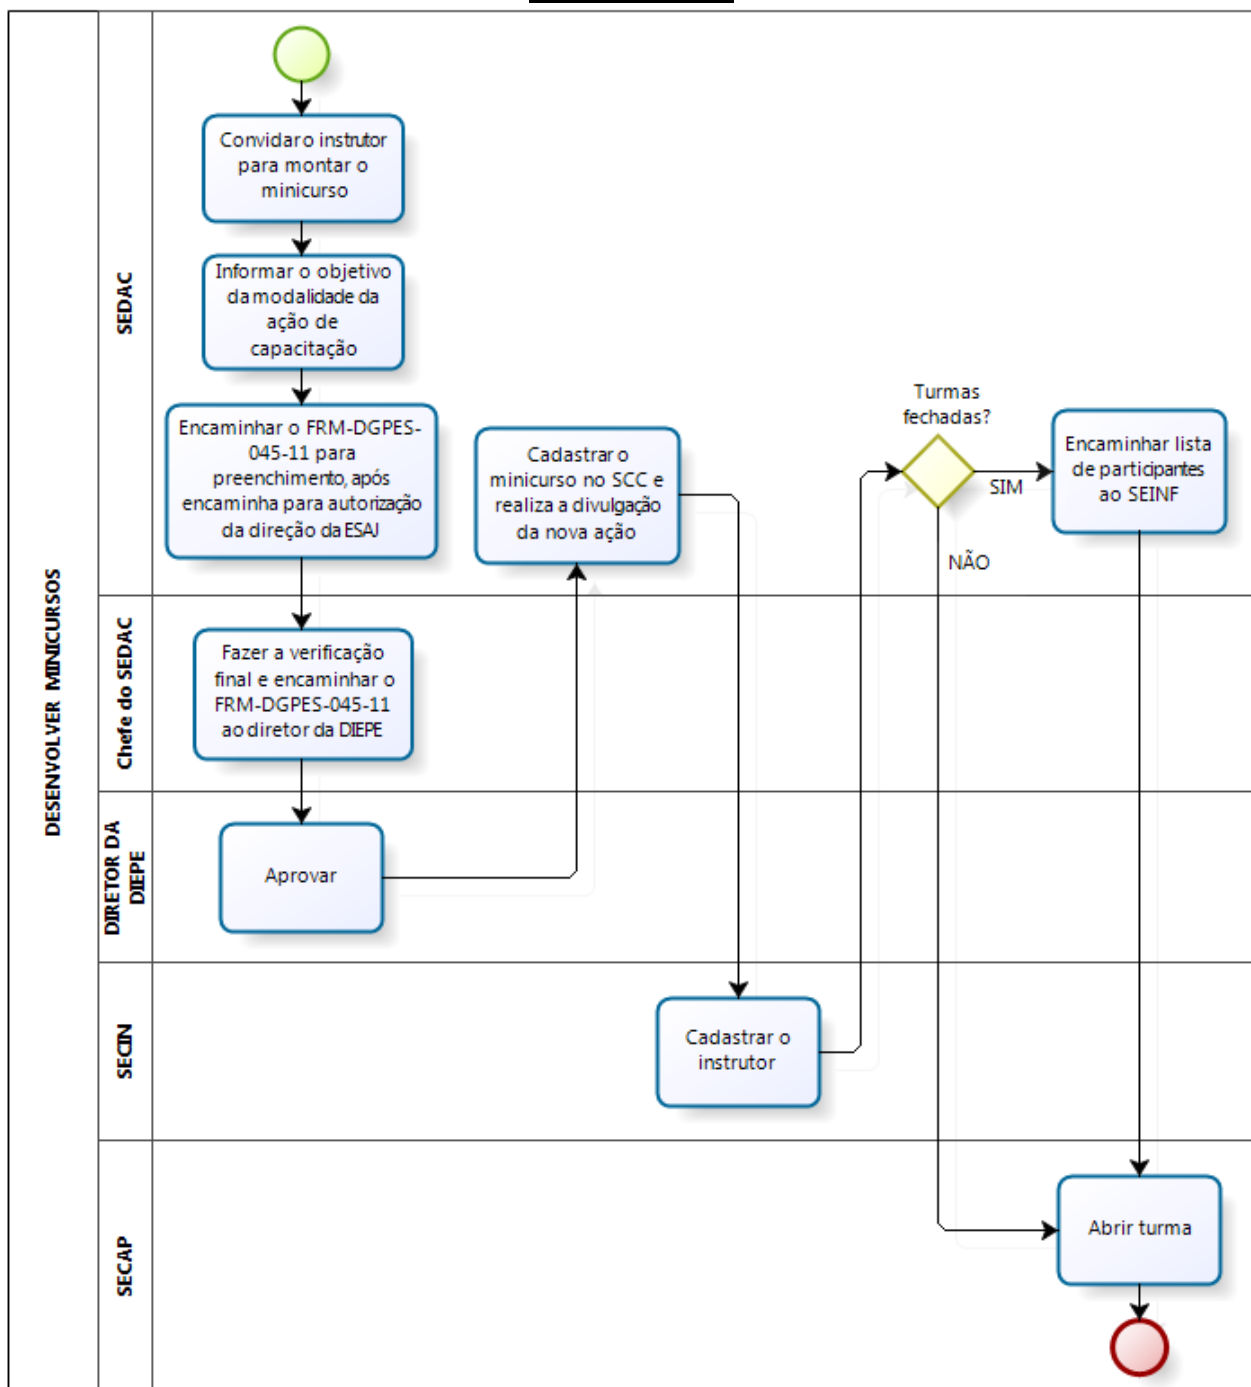 DESENVOLVER MINICURSOS
SEDAC
Convidar o instrutor
para montar o
minicurso
Informar o objetivo
da modalidade da
ação de
capacitação
Encaminhar o FRM-DGPES-
045-11 para
preenchimento, após
encaminha para autorização
da direção da ESAJ
Cadastrar o
minicurso no SCC e
realiza a divulgação
da nova ação
Turmas
fechadas?
SIM
NÃO
Encaminhar lista
de participantes
ao SEINF
Chefe do SEDAC
Fazer a verificação
final e encaminhar o
FRM-DGPES-045-11
ao diretor da DIEPE
DIRETOR DA
DIEPE
Aprovar
SECIN
Cadastrar o
instrutor
SECAP
Abrir turma